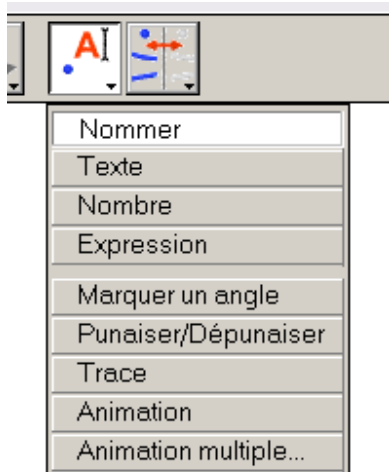 A
Nommer
Texte
Nombre
Expression
Marquer un angle
Punaiser/Dépunaiser
Trace
Animation
Animation multiple...